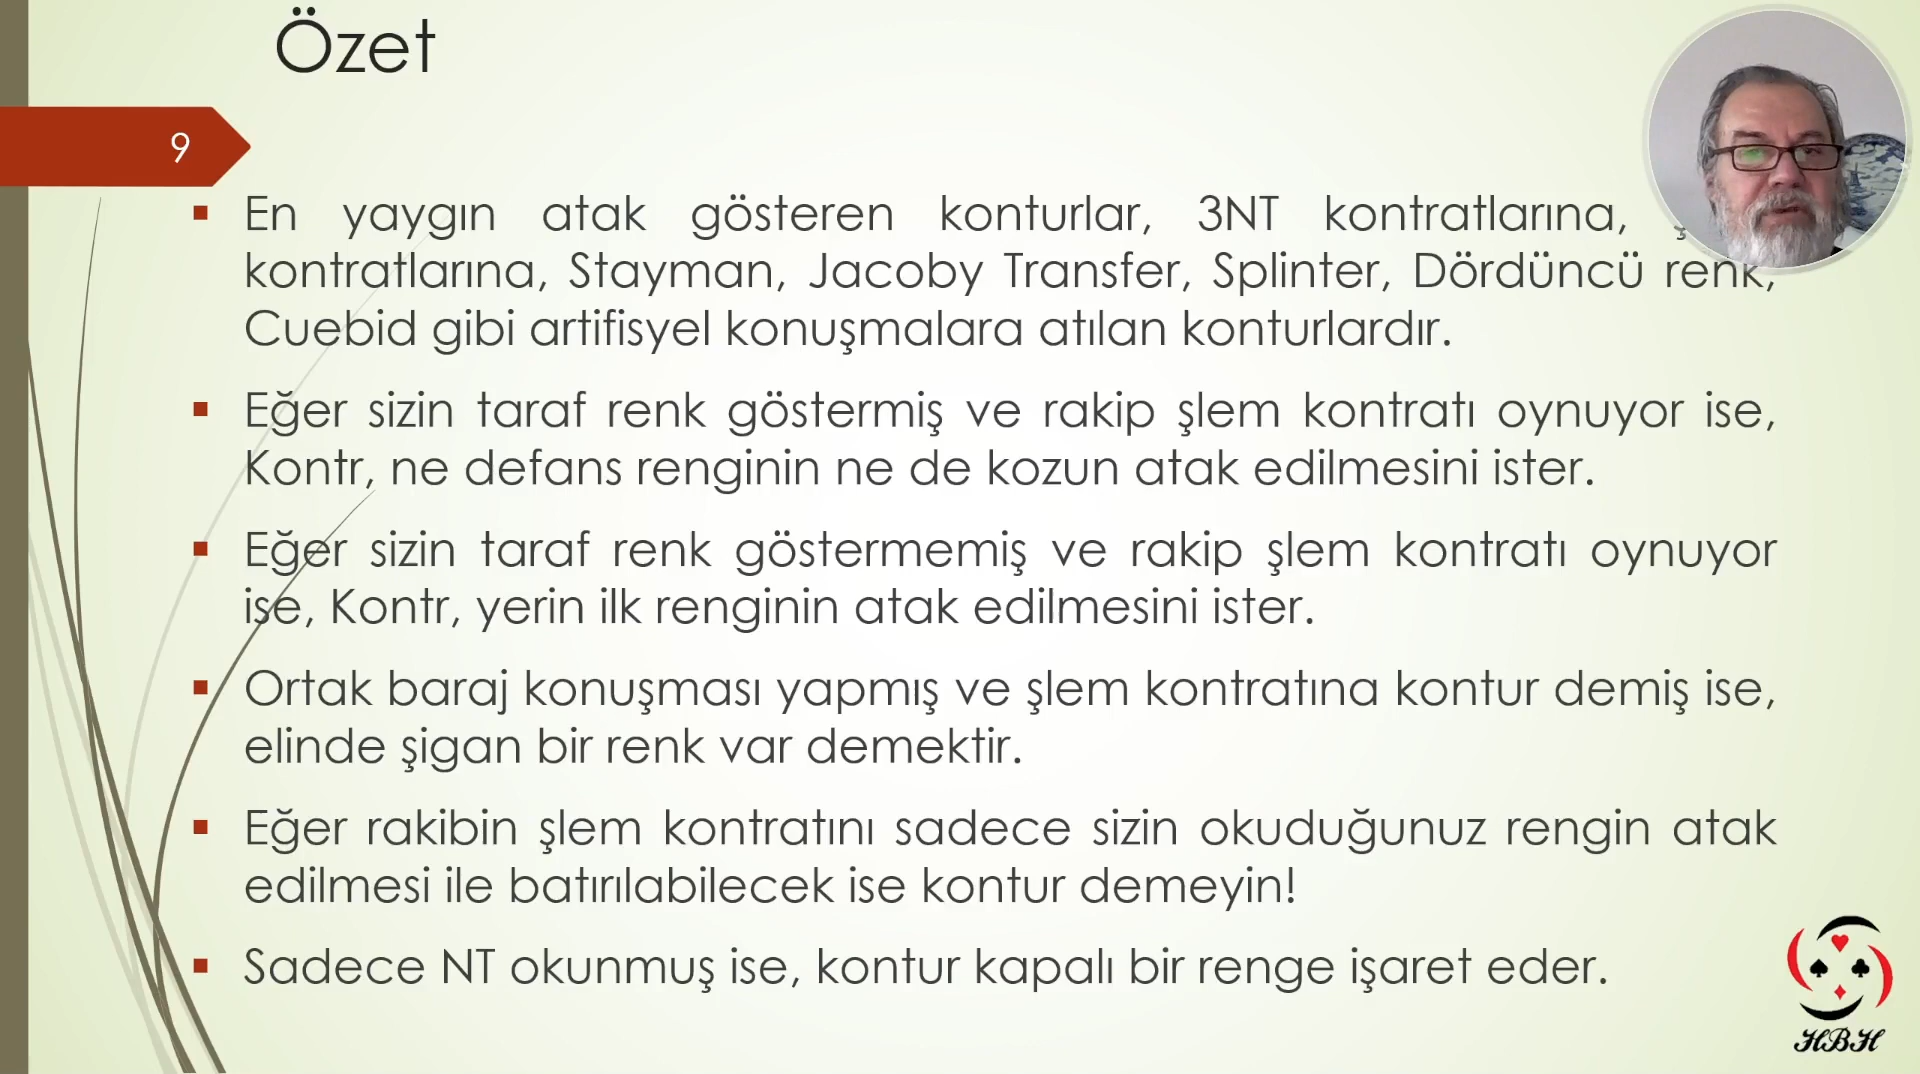 Özet
9
En yaygın atak gösteren konturlar, 3NT kontratlarına,
kontratlarına, Stayman, Jacoby Transfer, Splinter, Dördüncü renk,
Cuebid gibi artifisyel konuşmalara atılan konturlardır.
Eğer sizin taraf renk göstermiş ve rakip şlem kontratı oynuyor ise,
Kontr, ne defans renginin ne de kozun atak edilmesini ister.
Eğer sizin taraf renk göstermemiş ve rakip şlem kontratı oynuyor
ise, Kontr, yerin ilk renginin atak edilmesini ister.
Ortak baraj konuşması yapmış ve şlem kontratına kontur demiş ise,
elinde şigan bir renk var demektir.
Eğer rakibin şlem kontratını sadece sizin okuduğunuz rengin atak
edilmesi ile batırılabilecek ise kontur demeyin!
Sadece NT okunmuş ise, kontur kapalı bir renge işaret eder.
HBH